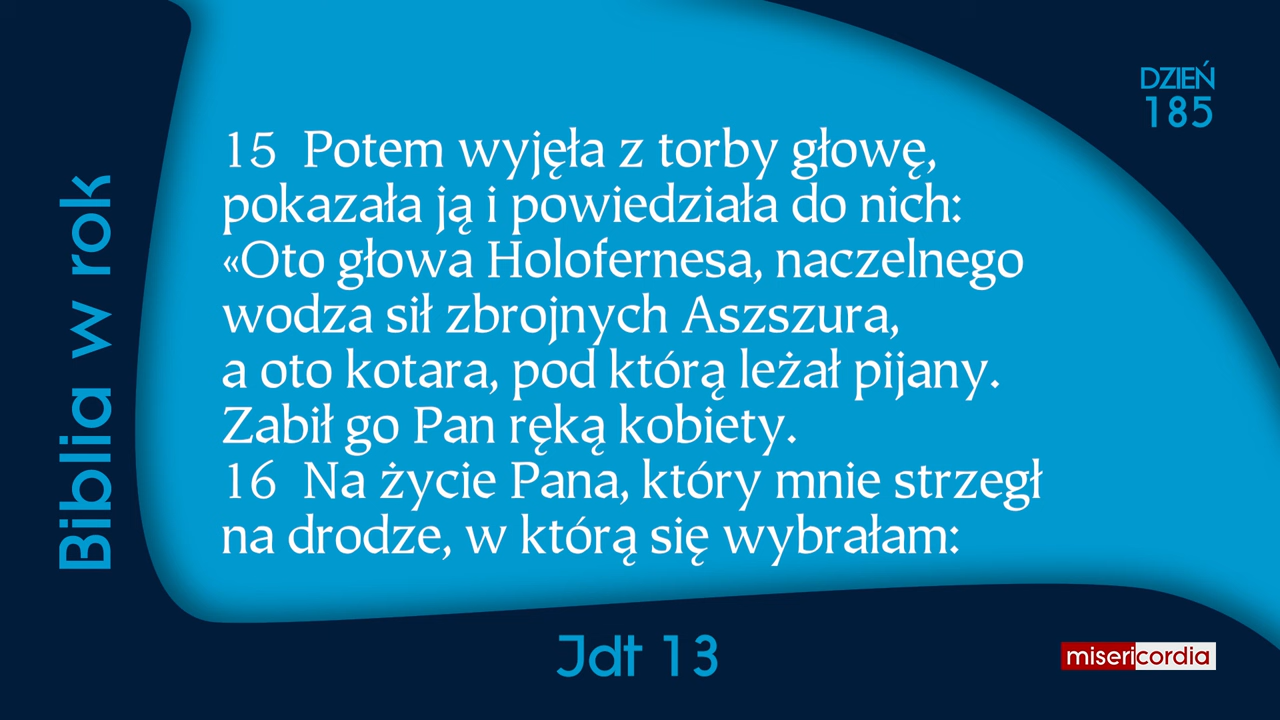 DZIEŃ
185
15 Potem wyjęła z torby głowę,
pokazała ją i powiedziała do nich:
«Oto głowa Holofernesa, naczelnego
wodza sił zbrojnych Aszszura,
a oto kotara, pod którą leżał pijany.
Zabił go Pan ręką kobiety.
16 Na życie Pana, który mnie strzegł
na drodze, w którą się wybrałam:
Biblia w rok
Jdt 13
misericordia